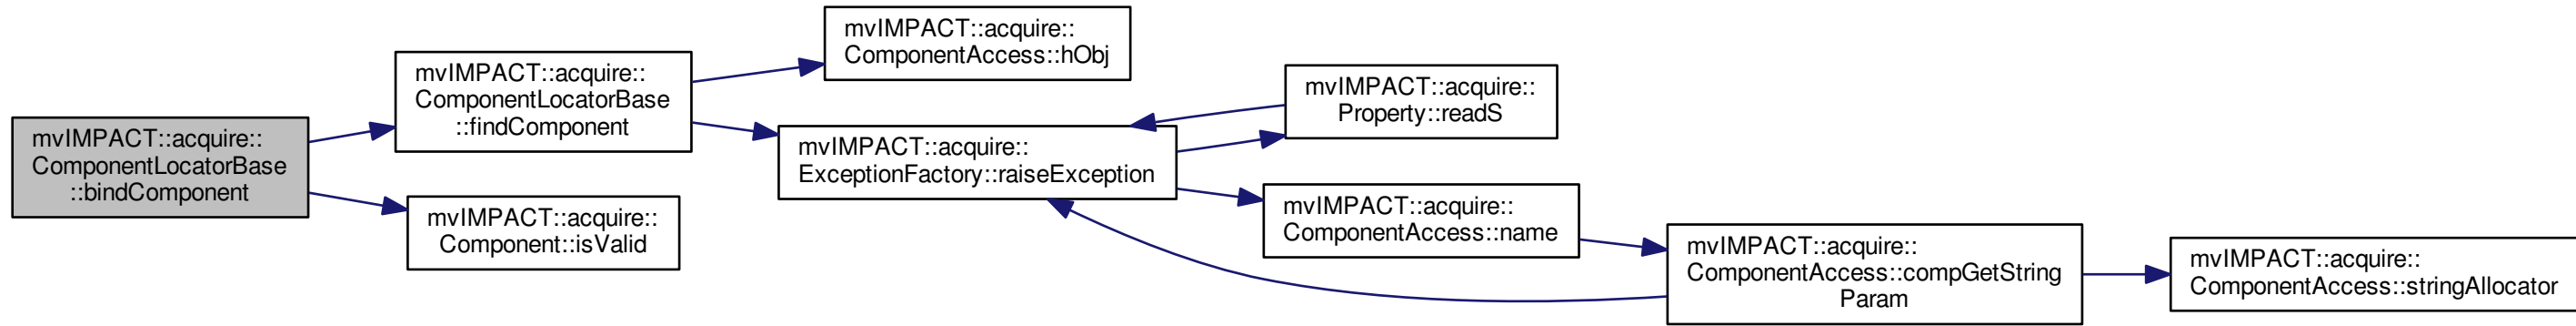 mvIMPACT::acquire::
ComponentLocatorBase
::bindComponent
mvIMPACT::acquire::
ComponentLocatorBase
::findComponent
mvIMPACT::acquire::
Component::isValid
mvIMPACT::acquire::
ComponentAccess::hObj
mvIMPACT::acquire::
ExceptionFactory::raiseException
mvIMPACT::acquire::
Property::readS
mvIMPACT::acquire::
ComponentAccess::name
mvIMPACT::acquire::
ComponentAccess::compGetString
Param
mvIMPACT::acquire::
ComponentAccess::stringAllocator